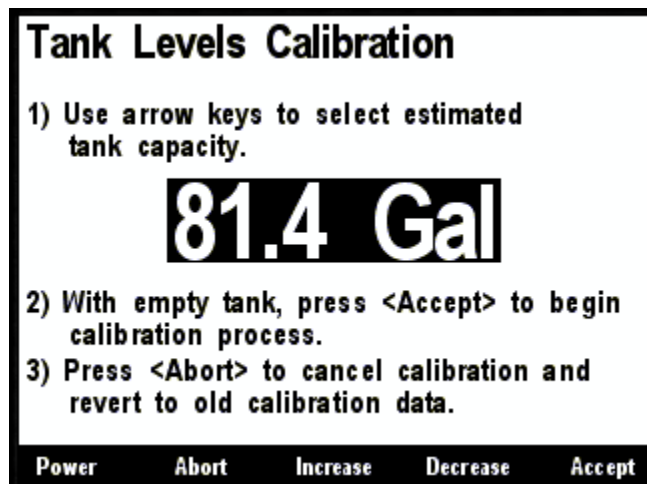 Tank Levels Calibration
1) Use arrow keys to select estimated
tank capacity.
81.4 Gal
2) With empty tank, press <Accept> to begin
calibration process.
3) Press <Abort> to cancel calibration and
revert to old calibration data.
Power Abort Increase Decrease Accept